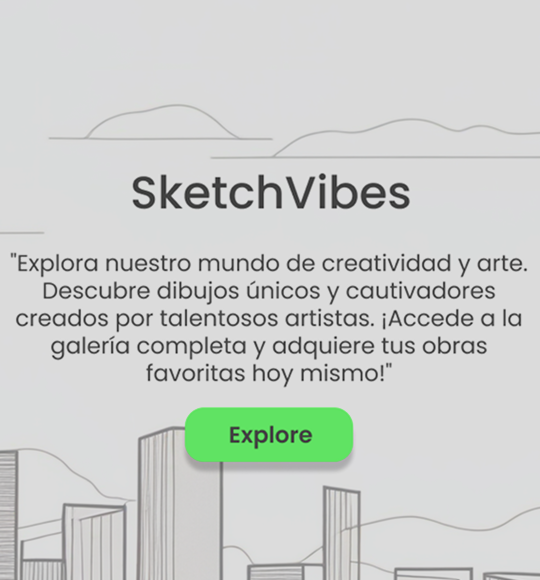 SketchVibes
"Explora nuestro mundo de creatividad y arte.
Descubre dibujos únicos y cautivadores
creados por talentosos artistas. ¡Accede a la
galería completa y adquiere tus obras
favoritas hoy mismo!"
Explore